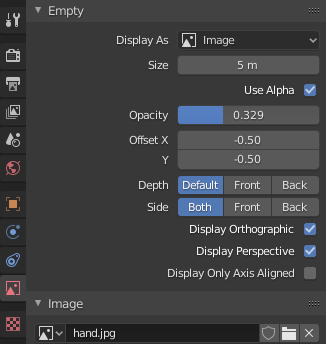 Empty
Display As Image
Size 5 m
Use Alpha
Opacity 0.329
Offset X -0.50
Y -0.50
Depth Default Front Back
Side Both Front Back
Display Orthographic
Display Perspective
Display Only Axis Aligned
Image
hand.jpg